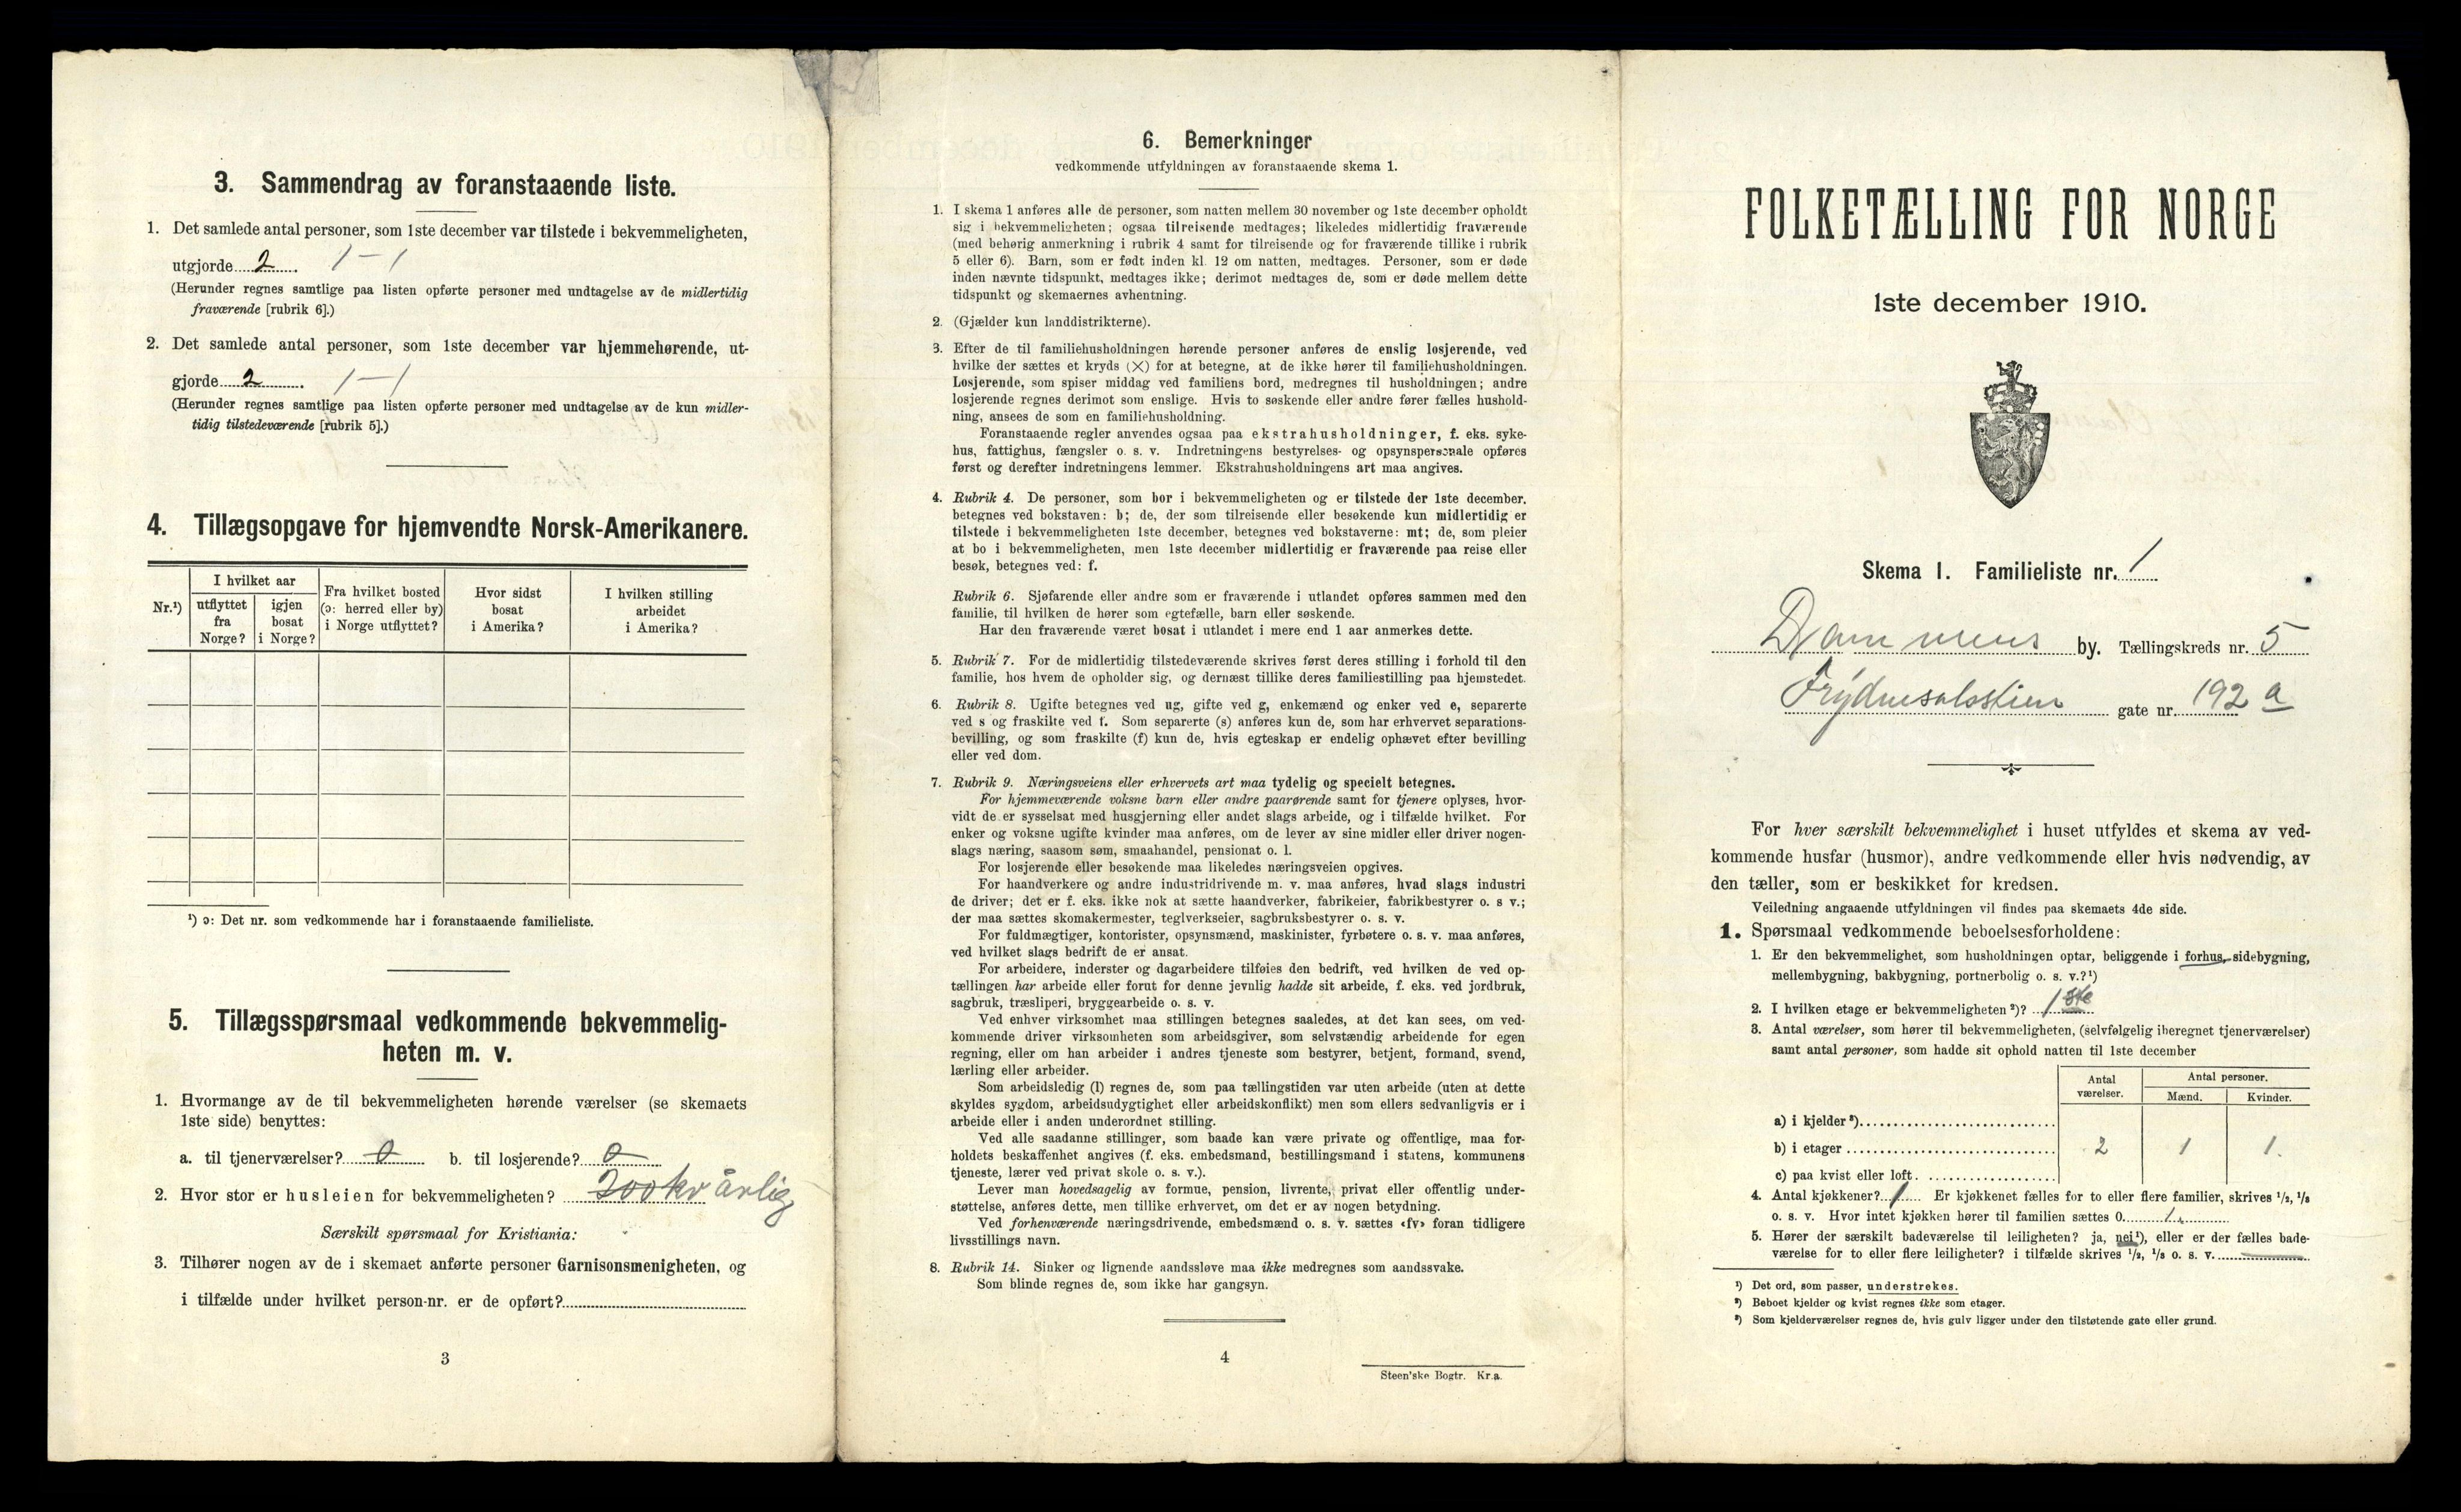 3. Sammendrag av foranstaaende liste.
1. Det samlede antal personer, som 1ste december var tilstede i bekvemmeligheten,
utgjorde 2 1 – 1
(Herunder regnes samtlige paa listen opførte personer med undtagelse av de midlertidig
fraværende [rubrik 6].)
2. Det samlede antal personer, som 1ste december var hjemmehørende, ut-
gjorde 2 1 – 1
(Herunder regnes samtlige paa listen opførte personer med undtagelse av de kun midler-
tidig tilstedeværende [rubrik 5].)
4. Tillægsopgave for hjemvendte Norsk-Amerikanere.
Nr.¹)
I hvilket aar
utflyttet fra Norge?
igjen bosat i Norge?
Fra hvilket bosted (ɔ: herred eller by) i Norge utflyttet?
Hvor sidst bosat i Amerika?
I hvilken stilling arbeidet i Amerika?
¹) ɔ: Det nr. som vedkommende har i foranstaaende familieliste.
5. Tillægsspørsmaal vedkommende bekvemmelig-
heten m. v.
1. Hvormange av de til bekvemmeligheten hørende værelser (se skemaets
1ste side) benyttes:
a. til tjenerværelser? 0 b. til losjerende? 0
2. Hvor stor er husleien for bekvemmeligheten? 200 kr årlig
Særskilt spørsmaal for Kristiania:
3. Tilhører nogen av de i skemaet anførte personer Garnisonsmenigheten, og
i tilfælde under hvilket person-nr. er de opført?
3
6. Bemerkninger
vedkommende utfyldningen av foranstaaende skema 1.
1. I skema 1 anføres alle de personer, som natten mellem 30 november og 1ste december opholdt
sig i bekvemmeligheten; ogsaa tilreisende medtages; likeledes midlertidig fraværende
(med behørig anmerkning i rubrik 4 samt for tilreisende og for fraværende tillike i rubrik
5 eller 6). Barn, som er født inden kl. 12 om natten, medtages. Personer, som er døde
inden nævnte tidspunkt, medtages ikke; derimot medtages de, som er døde mellem dette
tidspunkt og skemaernes avhentning.
2. (Gjælder kun landdistrikterne).
3. Efter de til familiehusholdningen hørende personer anføres de enslig losjerende, ved
hvilke der sættes et kryds (×) for at betegne, at de ikke hører til familiehusholdningen.
Losjerende, som spiser middag ved familiens bord, medregnes til husholdningen; andre
losjerende regnes derimot som enslige. Hvis to søskende eller andre fører fælles hushold-
ning, ansees de som en familiehusholdning.
Foranstaaende regler anvendes ogsaa paa ekstrahusholdninger, f. eks. syke-
hus, fattighus, fængsler o. s. v. Indretningens bestyrelses- og opsynspersonale opføres
først og derefter indretningens lemmer. Ekstrahusholdningens art maa angives.
4. Rubrik 4. De personer, som bor i bekvemmeligheten og er tilstede der 1ste december,
betegnes ved bokstaven: b; de, der som tilreisende eller besøkende kun midlertidig er
tilstede i bekvemmeligheten 1ste december, betegnes ved bokstaverne: mt; de, som pleier
at bo i bekvemmeligheten, men 1ste december midlertidig er fraværende paa reise eller
besøk, betegnes ved: f.
Rubrik 6. Sjøfarende eller andre som er fraværende i utlandet opføres sammen med den
familie, til hvilken de hører som egtefælle, barn eller søskende.
Har den fraværende været bosat i utlandet i mere end 1 aar anmerkes dette.
5. Rubrik 7. For de midlertidig tilstedeværende skrives først deres stilling i forhold til den
familie, hos hvem de opholder sig, og dernæst tillike deres familiestilling paa hjemstedet.
6. Rubrik 8. Ugifte betegnes ved ug, gifte ved g, enkemænd og enker ved e, separerte
ved s og fraskilte ved f. Som separerte (s) anføres kun de, som har erhvervet separations-
bevilling, og som fraskilte (f) kun de, hvis egteskap er endelig ophævet efter bevilling
eller ved dom.
7. Rubrik 9. Næringsveiens eller erhvervets art maa tydelig og specielt betegnes.
For hjemmeværende voksne barn eller andre paarørende samt for tjenere oplyses, hvor-
vidt de er sysselsat med husgjerning eller andet slags arbeide, og i tilfælde hvilket. For
enker og voksne ugifte kvinder maa anføres, om de lever av sine midler eller driver nogen-
slags næring, saasom søm, smaahandel, pensionat o. l.
For losjerende eller besøkende maa likeledes næringsveien opgives.
For haandverkere og andre industridrivende m. v. maa anføres, hvad slags industri
de driver; det er f. eks. ikke nok at sætte haandverker, fabrikeier, fabrikbestyrer o. s v.;
der maa sættes skomakermester, teglverkseier, sagbruksbestyrer o. s. v.
For fuldmægtiger, kontorister, opsynsmænd, maskinister, fyrbøtere o. s. v. maa anføres,
ved hvilket slags bedrift de er ansat.
For arbeidere, inderster og dagarbeidere tilføies den bedrift, ved hvilken de ved op-
tællingen har arbeide eller forut for denne jevnlig hadde sit arbeide, f. eks. ved jordbruk,
sagbruk, træsliperi, bryggearbeide o. s. v.
Ved enhver virksomhet maa stillingen betegnes saaledes, at det kan sees, om ved-
kommende driver virksomheten som arbeidsgiver, som selvstændig arbeidende for egen
regning, eller om han arbeider i andres tjeneste som bestyrer, betjent, formand, svend,
lærling eller arbeider.
Som arbeidsledig (l) regnes de, som paa tællingstiden var uten arbeide (uten at dette
skyldes sygdom, arbeidsudygtighet eller arbeidskonflikt) men som ellers sedvanligvis er i
arbeide eller i anden underordnet stilling.
Ved alle saadanne stillinger, som baade kan være private og offentlige, maa for-
holdets beskaffenhet angives (f. eks. embedsmand, bestillingsmand i statens, kommunens
tjeneste, lærer ved privat skole o. s. v.).
Lever man hovedsagelig av formue, pension, livrente, privat eller offentlig under-
støttelse, anføres dette, men tillike erhvervet, om det er av nogen betydning.
Ved forhenværende næringsdrivende, embedsmænd o. s. v. sættes «fv» foran tidligere
livsstillings navn.
8. Rubrik 14. Sinker og lignende aandssløve maa ikke medregnes som aandssvake.
Som blinde regnes de, som ikke har gangsyn.
4
Steen'ske Bogtr. Kr.a.
FOLKETÆLLING FOR NORGE
1ste december 1910.
Skema 1. Familieliste nr. 1
Drammens by. Tællingskreds nr. 5
Frydnesalsstien gate nr. 192 a
For hver særskilt bekvemmelighet i huset utfyldes et skema av ved-
kommende husfar (husmor), andre vedkommende eller hvis nødvendig, av
den tæller, som er beskikket for kredsen.
Veiledning angaaende utfyldningen vil findes paa skemaets 4de side.
1. Spørsmaal vedkommende beboelsesforholdene:
1. Er den bekvemmelighet, som husholdningen optar, beliggende i forhus, sidebygning,
mellembygning, bakbygning, portnerbolig o. s. v.?¹)
2. I hvilken etage er bekvemmeligheten²)? 1ste
3. Antal værelser, som hører til bekvemmeligheten, (selvfølgelig iberegnet tjenerværelser)
samt antal personer, som hadde sit ophold natten til 1ste december
Antal værelser.
Antal personer.
Mænd. Kvinder.
a) i kjelder³)
b) i etager 2 1 1.
c) paa kvist eller loft.
4. Antal kjøkkener? 1 Er kjøkkenet fælles for to eller flere familier, skrives 1/2, 1/3
o. s. v. Hvor intet kjøkken hører til familien sættes 0. 1
5. Hører der særskilt badeværelse til leiligheten? ja, nei¹), eller er der fælles bade-
værelse for to eller flere leiligheter? i tilfælde skrives 1/2, 1/3 o. s. v.
¹) Det ord, som passer, understrekes.
²) Beboet kjelder og kvist regnes ikke som etager.
³) Som kjelderværelser regnes de, hvis gulv ligger under den tilstøtende gate eller grund.